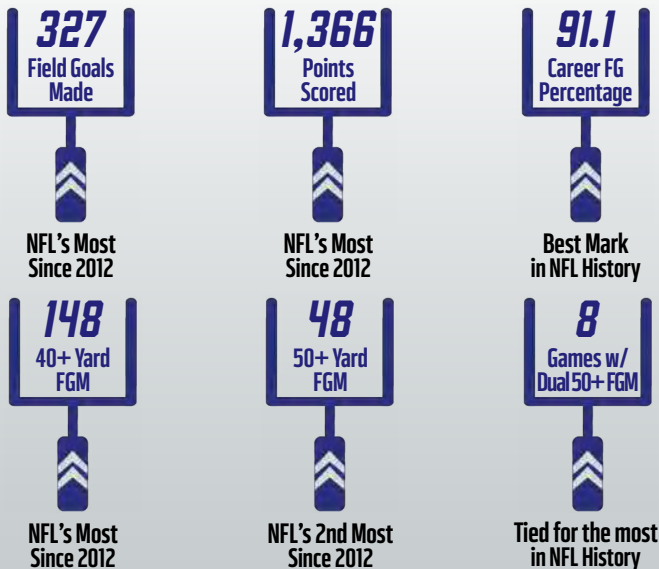 327
Field Goals
Made
NFL's Most
Since 2012
1,366
Points
Scored
NFL's Most
Since 2012
91.1
Career FG
Percentage
Best Mark
in NFL History
148
40+ Yard
FGM
NFL's Most
Since 2012
48
50+ Yard
FGM
NFL's 2nd Most
Since 2012
8
Games w/
Dual 50+ FGM
Tied for the most
in NFL History